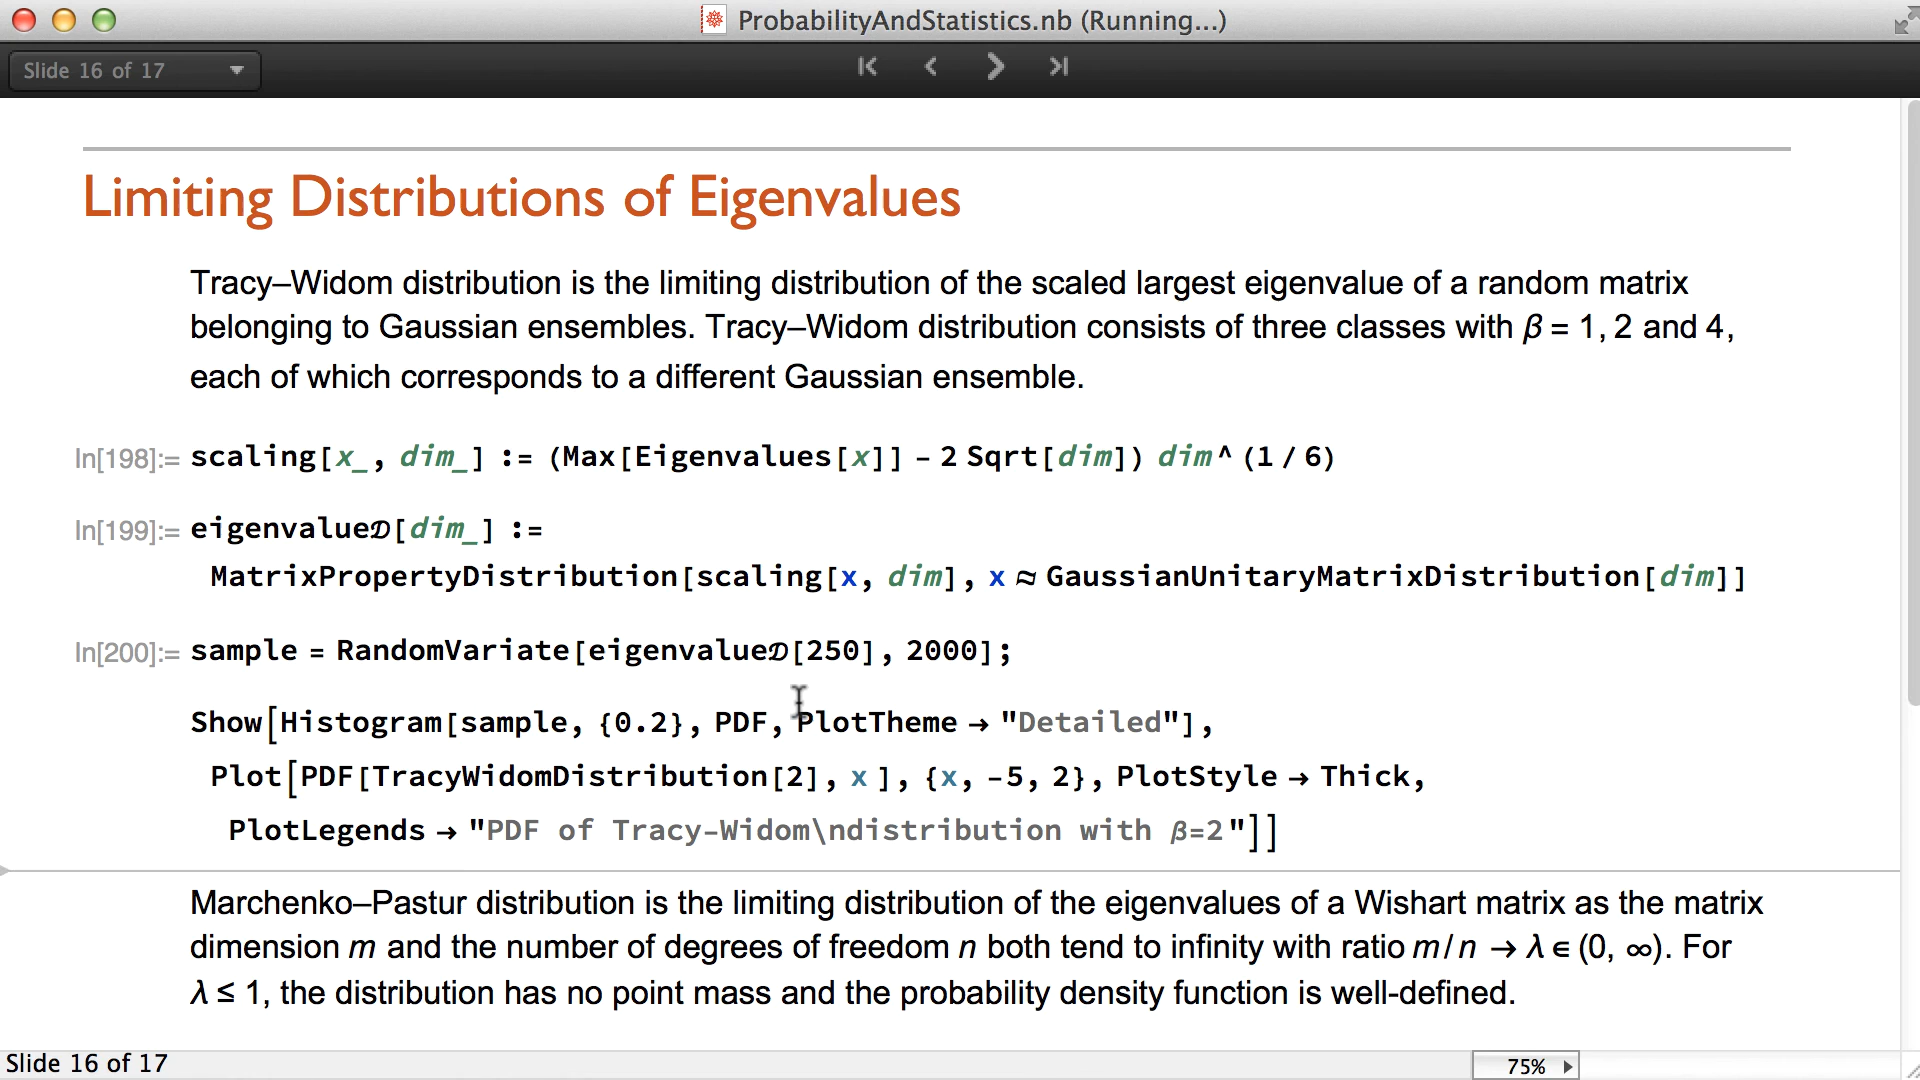 ProbabilityAndStatistics.nb (Running...)
Slide 16 of 17
Limiting Distributions of Eigenvalues
Tracy–Widom distribution is the limiting distribution of the scaled largest eigenvalue of a random matrix
belonging to Gaussian ensembles. Tracy–Widom distribution consists of three classes with β = 1, 2 and 4,
each of which corresponds to a different Gaussian ensemble.
In[198]:= scaling[x_, dim_] := (Max[Eigenvalues[x]] - 2 Sqrt[dim]) dim^(1/6)
In[199]:= eigenvalue𝒟[dim_] :=
MatrixPropertyDistribution[scaling[x, dim], x ≈ GaussianUnitaryMatrixDistribution[dim]]
In[200]:= sample = RandomVariate[eigenvalue𝒟[250], 2000];
Show[Histogram[sample, {0.2}, PDF, PlotTheme → "Detailed"],
Plot[PDF[TracyWidomDistribution[2], x ], {x, -5, 2}, PlotStyle → Thick,
PlotLegends → "PDF of Tracy-Widom\ndistribution with β=2"]]
Marchenko–Pastur distribution is the limiting distribution of the eigenvalues of a Wishart matrix as the matrix
dimension m and the number of degrees of freedom n both tend to infinity with ratio m/n → λ ∈ (0, ∞). For
λ ≤ 1, the distribution has no point mass and the probability density function is well-defined.
Slide 16 of 17
75%